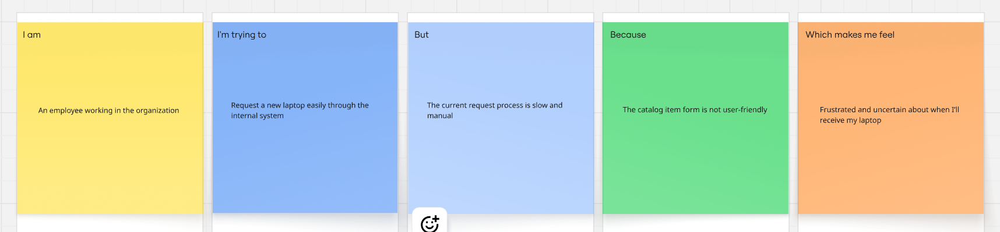 I am
An employee working in the organization
I'm trying to
Request a new laptop easily through the
internal system
But
The current request process is slow and
manual
Because
The catalog item form is not user-friendly
Which makes me feel
Frustrated and uncertain about when I'll
receive my laptop